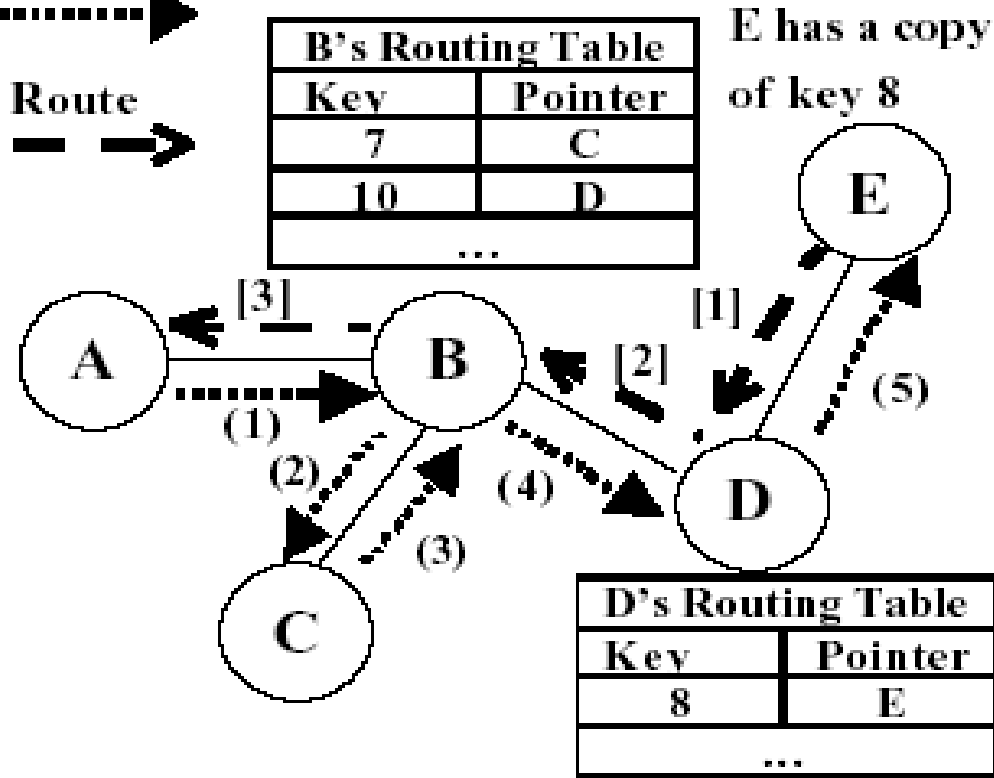 E has a copy
of key 8
Route
B's Routing Table
Key Pointer
7 C
10 D
...
E
[1]
[3]
A
B
[2]
(5)
(1)
(2)
(4)
D
(3)
C
D's Routing Table
Key Pointer
8 E
...